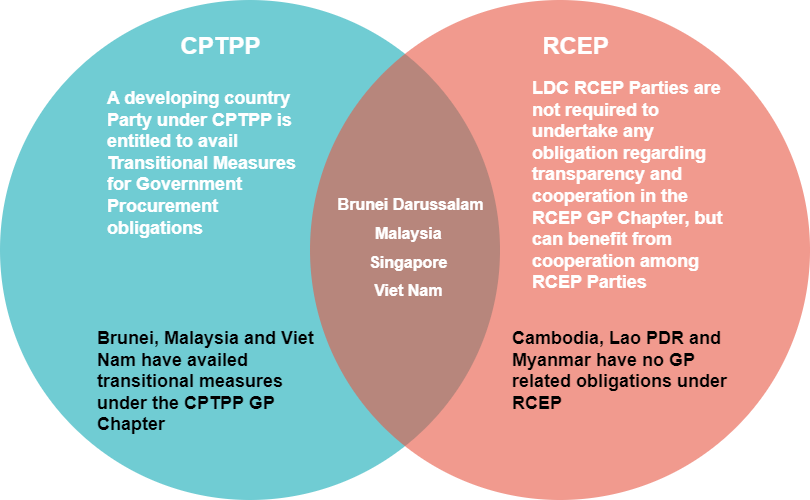 CPTPP
A developing country
Party under CPTPP is
entitled to avail
Transitional Measures
for Government
Procurement
obligations
Brunei, Malaysia and Viet
Nam have availed
transitional measures
under the CPTPP GP
Chapter
Brunei Darussalam
Malaysia
Singapore
Viet Nam
RCEP
LDC RCEP Parties are
not required to
undertake any
obligation regarding
transparency and
cooperation in the
RCEP GP Chapter, but
can benefit from
cooperation among
RCEP Parties
Cambodia, Lao PDR and
Myanmar have no GP
related obligations under
RCEP